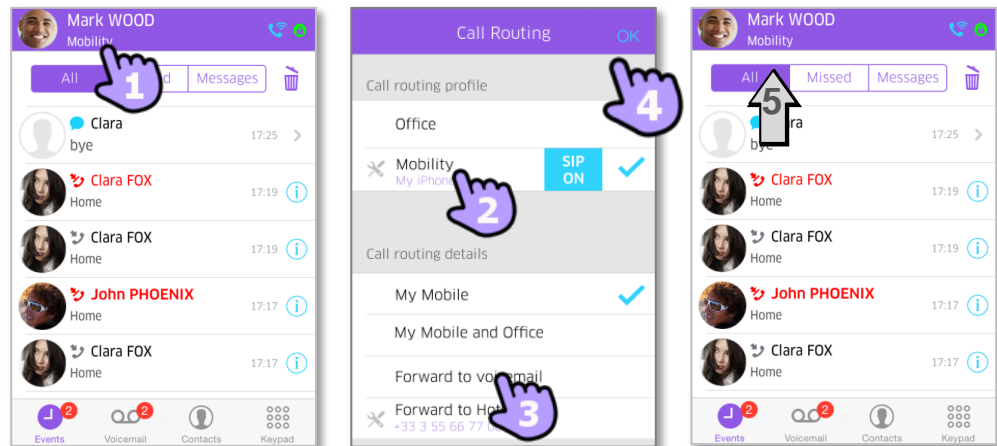 Mark WOOD
Mobility
1
All
Messages
Clara
bye
17:25
Clara FOX
Home
17:19
Clara FOX
Home
17:19
John PHOENIX
Home
17:17
Clara FOX
Home
17:17
2
2
Events
Voicemail
Contacts
Keypad
Call Routing
OK
4
Call routing profile
Office
Mobility
My iPhone
SIP
ON
2
Call routing details
My Mobile
My Mobile and Office
Forward to voicemail
Forward to
+33 3 55 66 77
3
Mark WOOD
Mobility
All
Missed
Messages
5
bye
17:25
Clara FOX
Home
17:19
Clara FOX
Home
17:19
John PHOENIX
Home
17:17
Clara FOX
Home
17:17
2
2
Events
Voicemail
Contacts
Keypad